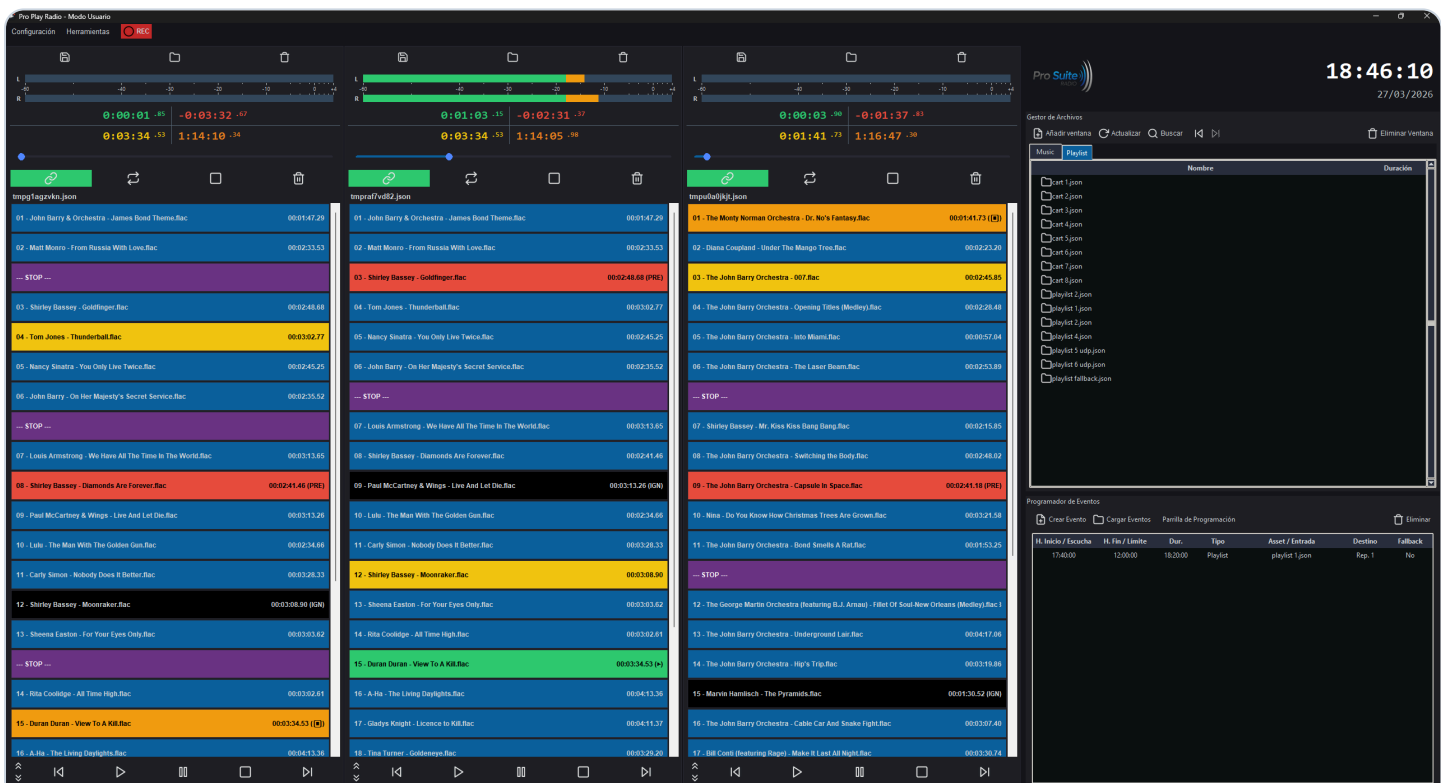 Pro Play Radio - Modo Usuario
Configuración Herramientas REC
L
-60 -40 -30 -20 -10 0 +4
R
0:00:01 .85 -0:03:32 .67
0:03:34 .53 1:14:10 .34
tmpg1agzvkn.json
01 - John Barry & Orchestra - James Bond Theme.flac 00:01:47.29
02 - Matt Monro - From Russia With Love.flac 00:02:33.53
--- STOP ---
03 - Shirley Bassey - Goldfinger.flac 00:02:48.68
04 - Tom Jones - Thunderball.flac 00:03:02.77
05 - Nancy Sinatra - You Only Live Twice.flac 00:02:45.25
06 - John Barry - On Her Majesty's Secret Service.flac 00:02:35.52
--- STOP ---
07 - Louis Armstrong - We Have All The Time In The World.flac 00:03:13.65
08 - Shirley Bassey - Diamonds Are Forever.flac 00:02:41.46 (PRE)
09 - Paul McCartney & Wings - Live And Let Die.flac 00:03:13.26
10 - Lulu - The Man With The Golden Gun.flac 00:02:34.66
11 - Carly Simon - Nobody Does It Better.flac 00:03:28.33
12 - Shirley Bassey - Moonraker.flac 00:03:08.90 (IGN)
13 - Sheena Easton - For Your Eyes Only.flac 00:03:03.62
--- STOP ---
14 - Rita Coolidge - All Time High.flac 00:03:02.61
15 - Duran Duran - View To A Kill.flac 00:03:34.53
16 - A-Ha - The Living Daylights.flac 00:04:13.36
L
-60 -40 -30 -20 -10 0 +4
R
0:01:03 .15 -0:02:31 .37
0:03:34 .53 1:14:05 .98
tmpraf7vd82.json
01 - John Barry & Orchestra - James Bond Theme.flac 00:01:47.29
02 - Matt Monro - From Russia With Love.flac 00:02:33.53
03 - Shirley Bassey - Goldfinger.flac 00:02:48.68 (PRE)
04 - Tom Jones - Thunderball.flac 00:03:02.77
05 - Nancy Sinatra - You Only Live Twice.flac 00:02:45.25
06 - John Barry - On Her Majesty's Secret Service.flac 00:02:35.52
--- STOP ---
07 - Louis Armstrong - We Have All The Time In The World.flac 00:03:13.65
08 - Shirley Bassey - Diamonds Are Forever.flac 00:02:41.46
09 - Paul McCartney & Wings - Live And Let Die.flac 00:03:13.26 (IGN)
10 - Lulu - The Man With The Golden Gun.flac 00:02:34.66
11 - Carly Simon - Nobody Does It Better.flac 00:03:28.33
12 - Shirley Bassey - Moonraker.flac 00:03:08.90
13 - Sheena Easton - For Your Eyes Only.flac 00:03:03.62
14 - Rita Coolidge - All Time High.flac 00:03:02.61
15 - Duran Duran - View To A Kill.flac 00:03:34.53
16 - A-Ha - The Living Daylights.flac 00:04:13.36
17 - Gladys Knight - Licence to Kill.flac 00:04:11.37
18 - Tina Turner - Goldeneye.flac 00:03:29.20
L
-60 -40 -30 -20 -10 0 +4
R
0:00:03 .90 -0:01:37 .83
0:01:41 .73 1:16:47 .30
tmpu0a0jkjt.json
01 - The Monty Norman Orchestra - Dr. No's Fantasy.flac 00:01:41.73
02 - Diana Coupland - Under The Mango Tree.flac 00:02:23.20
03 - The John Barry Orchestra - 007.flac 00:02:45.85
04 - The John Barry Orchestra - Opening Titles (Medley).flac 00:02:28.48
05 - The John Barry Orchestra - Into Miami.flac 00:00:57.04
06 - The John Barry Orchestra - The Laser Beam.flac 00:02:53.89
--- STOP ---
07 - Shirley Bassey - Mr. Kiss Kiss Bang Bang.flac 00:02:15.85
08 - The John Barry Orchestra - Switching the Body.flac 00:02:48.02
09 - The John Barry Orchestra - Capsule In Space.flac 00:02:41.18 (PRE)
10 - Nina - Do You Know How Christmas Trees Are Grown.flac 00:03:21.58
11 - The John Barry Orchestra - Bond Smells A Rat.flac 00:01:53.25
--- STOP ---
12 - The George Martin Orchestra (featuring B.J. Arnau) - Fillet Of Soul-New Orleans (Medley).flac
13 - The John Barry Orchestra - Underground Lair.flac 00:04:17.06
14 - The John Barry Orchestra - Hip's Trip.flac 00:03:19.86
15 - Marvin Hamlisch - The Pyramids.flac 00:01:30.52 (IGN)
16 - The John Barry Orchestra - Cable Car And Snake Fight.flac 00:03:07.40
17 - Bill Conti (featuring Rage) - Make It Last All Night.flac 00:03:30.74
Pro Suite
18:46:10
27/03/2026
Gestor de Archivos
Añadir ventana Actualizar Buscar Eliminar Ventana
Music Playlist
Nombre Duración
cart 1.json
cart 2.json
cart 3.json
cart 4.json
cart 5.json
cart 6.json
cart 7.json
cart 8.json
playilst 2.json
playlist 1.json
playlist 2.json
playlist 4.json
playlist 5 udp.json
playlist 6 udp.json
playlist fallback.json
Programador de Eventos
Crear Evento Cargar Eventos Parrilla de Programación Eliminar
H. Inicio / Escucha H. Fin / Límite Dur. Tipo Asset / Entrada Destino Fallback
17:40:00 12:00:00 18:20:00 Playlist playlist 1.json Rep. 1 No